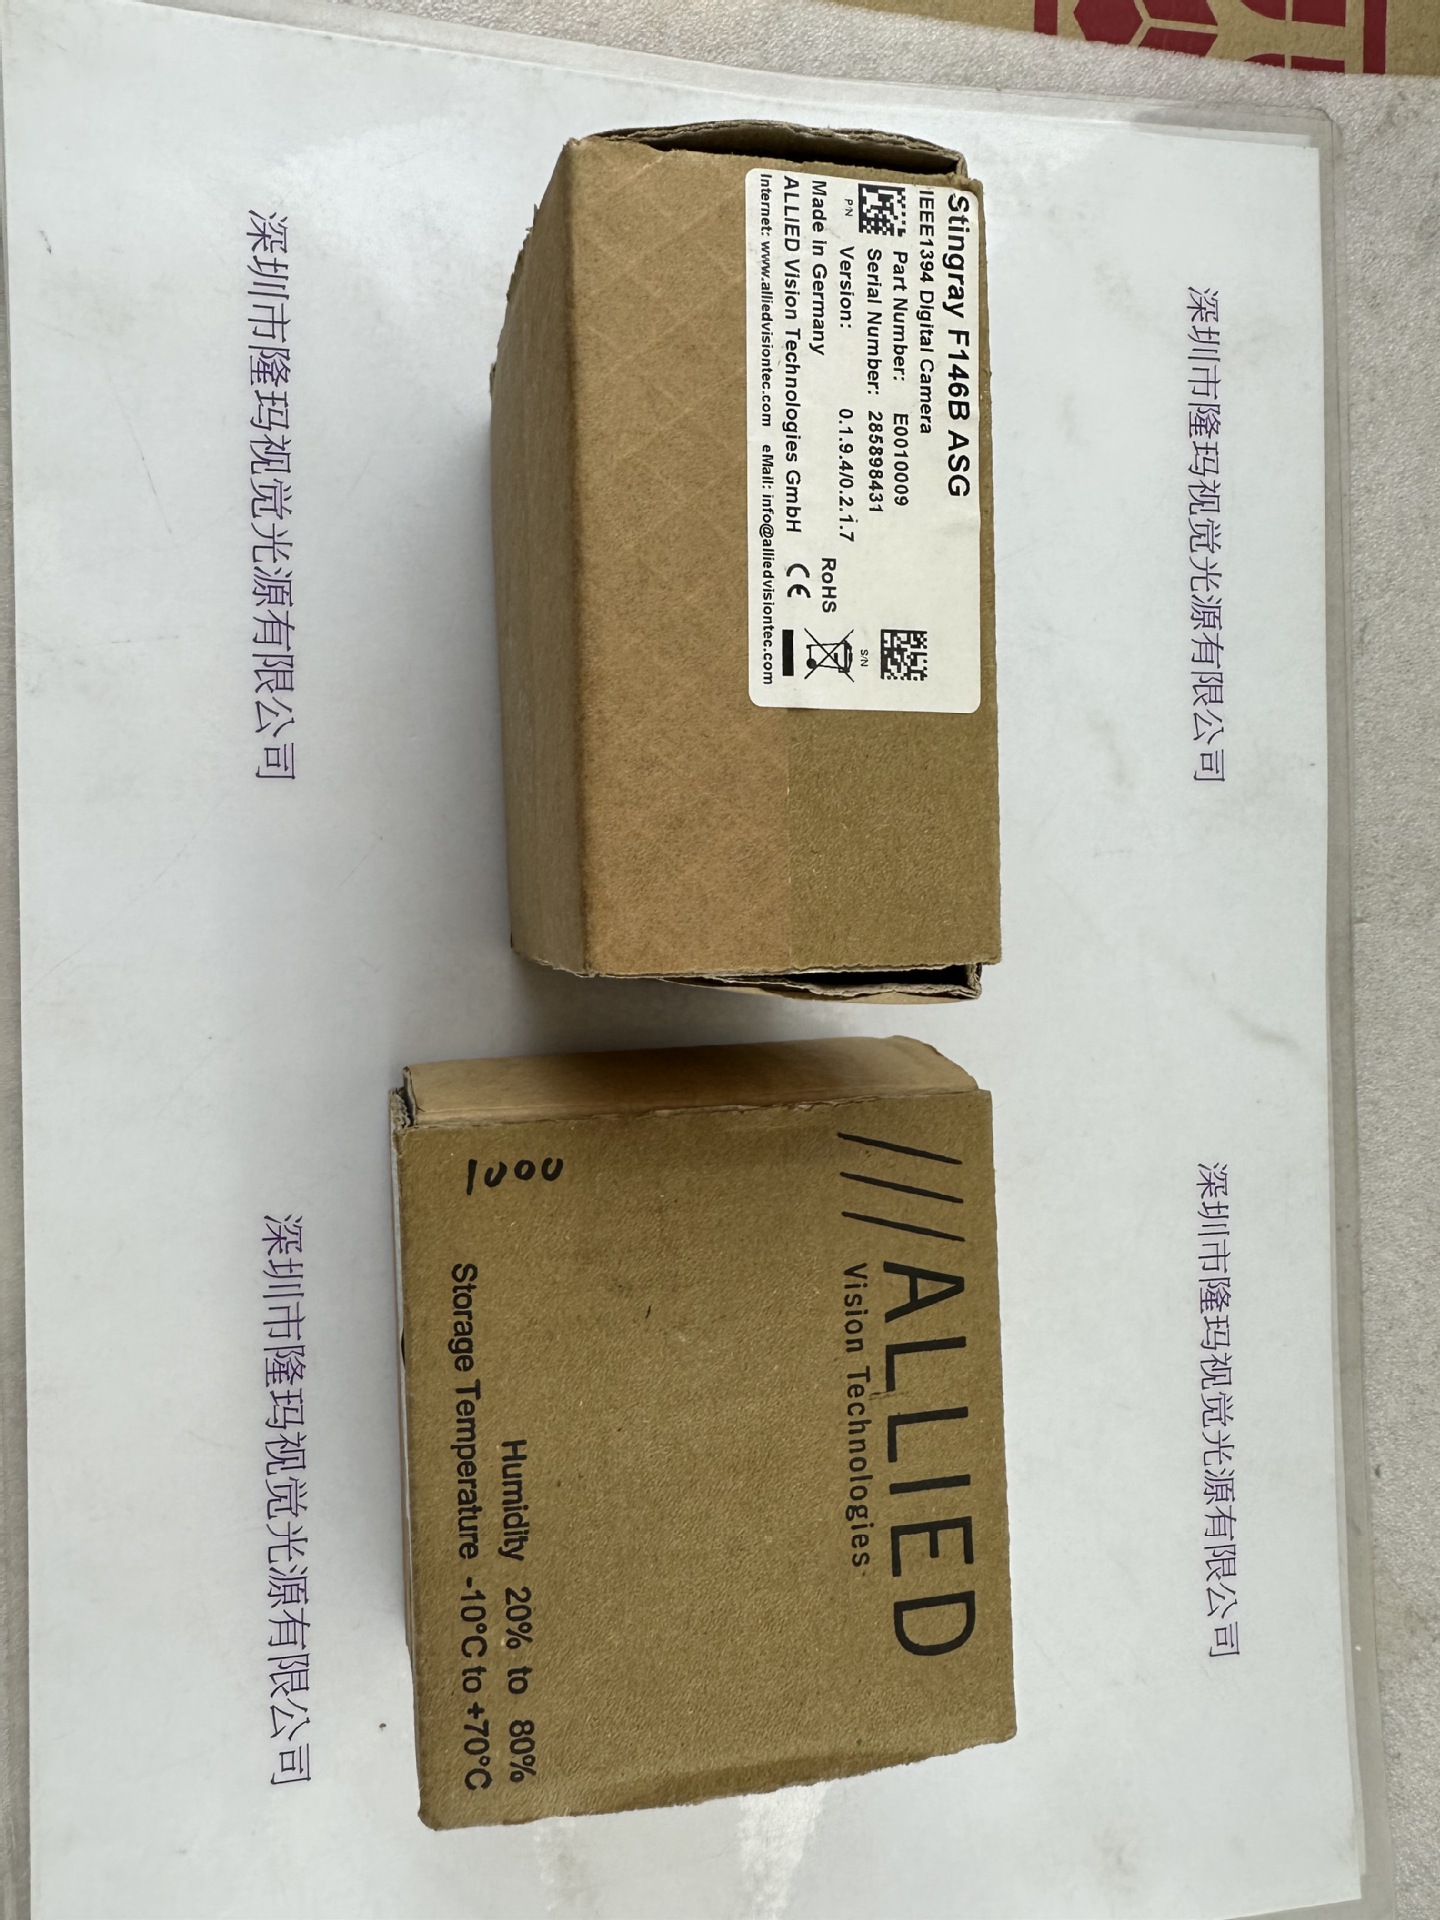 深圳市隆玛视觉光源有限公司
深圳市隆玛视觉光源有限公司
Stingray F146B ASG
IEEE1394 Digital Camera
Part Number: E0010009
Serial Number: 28589843​1
P/N
Version: 0.1.9.4/0.2.1.7
S/N
Made in Germany
RoHS
ALLIED Vision Technologies GmbH
CE
Internet: www.alliedvisiontec.com eMail: info@alliedvisiontec.com
ALLIED
Vision Technologies
Humidity 20% to 80%
Storage Temperature -10°C to +70°C
深圳市隆玛视觉光源有限公司
深圳市隆玛视觉光源有限公司